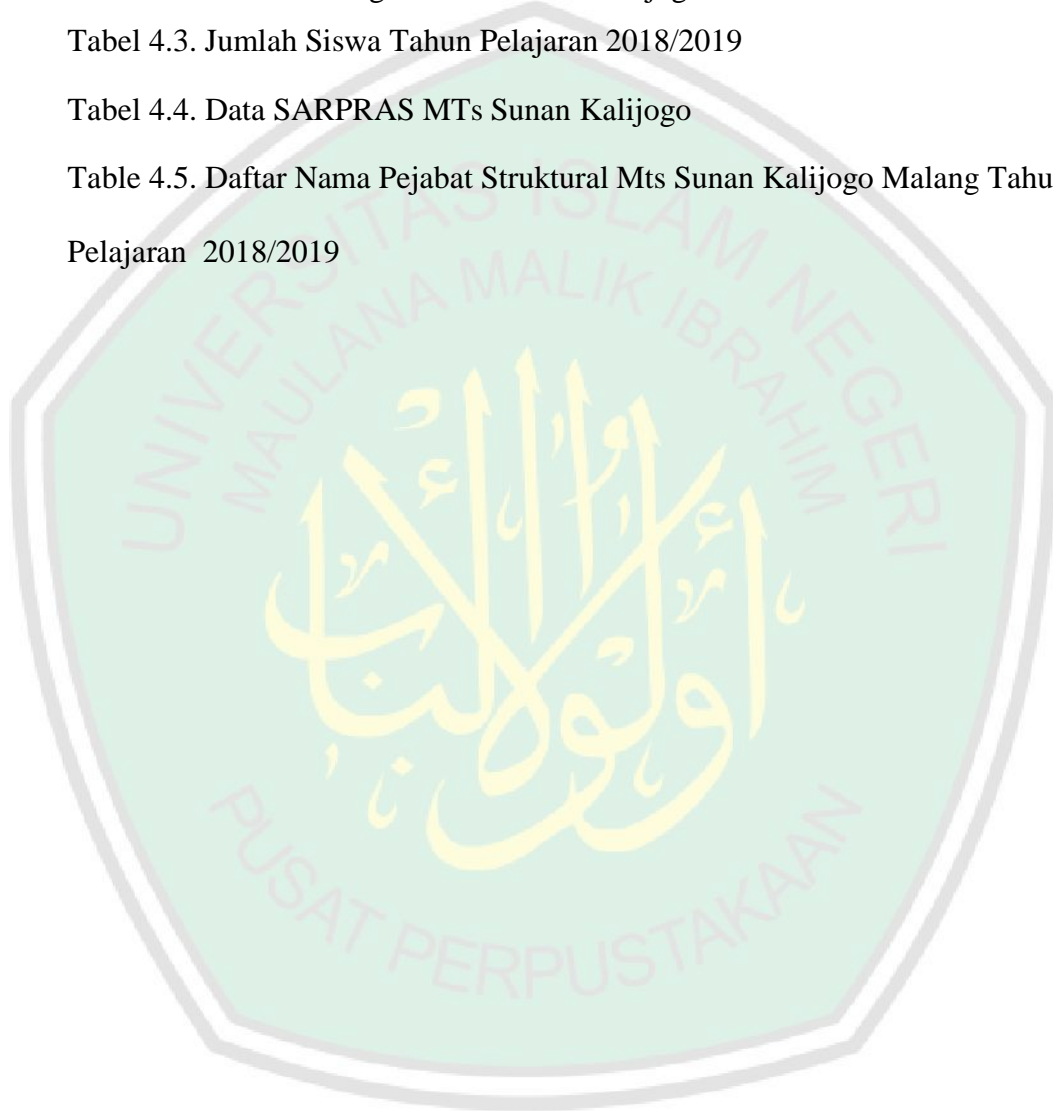 Tabel 4.3. Jumlah Siswa Tahun Pelajaran 2018/2019
Tabel 4.4. Data SARPRAS MTs Sunan Kalijogo
Table 4.5. Daftar Nama Pejabat Struktural Mts Sunan Kalijogo Malang Tahu
Pelajaran 2018/2019
UNIVERSITAS ISLAM NEGERI
MAULANA MALIK IBRAHIM
أولوا الألباب
PUSAT PERPUSTAKAAN